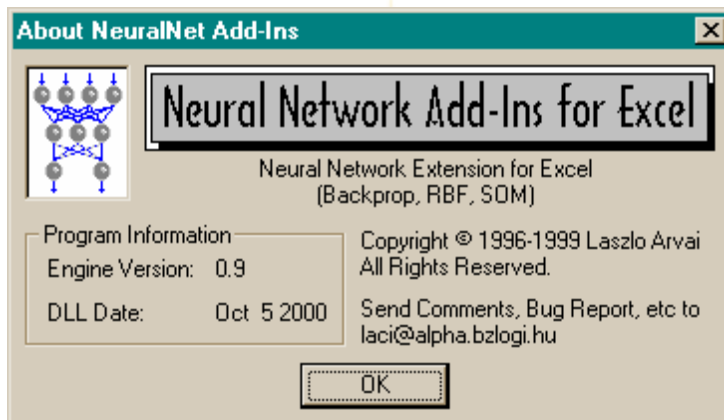 About NeuralNet Add-Ins
Neural Network Add-Ins for Excel
Neural Network Extension for Excel
(Backprop, RBF, SOM)
Program Information
Engine Version: 0.9
DLL Date: Oct 5 2000
Copyright © 1996-1999 Laszlo Arvai
All Rights Reserved.
Send Comments, Bug Report, etc to
laci@alpha.bzlogi.hu
OK